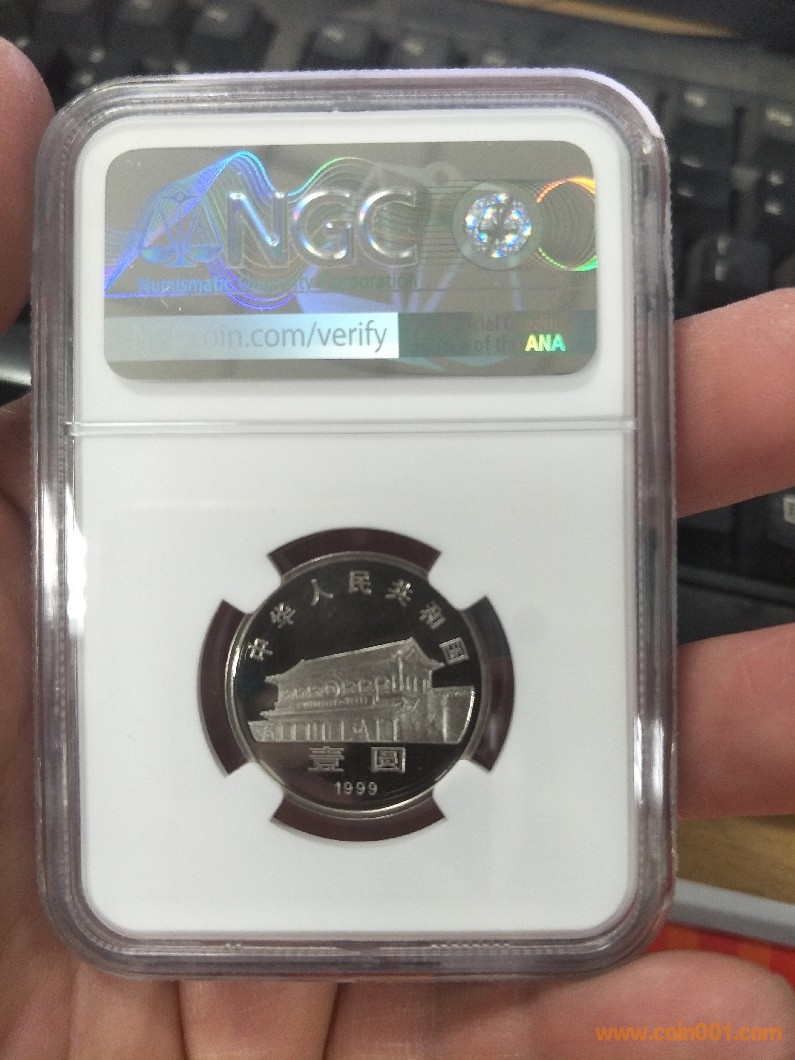 NGC
Numismatic Guaranty Corporation
coin.com/verify
ANA
中华人民共和国
壹圆
1999
www.coin001.com